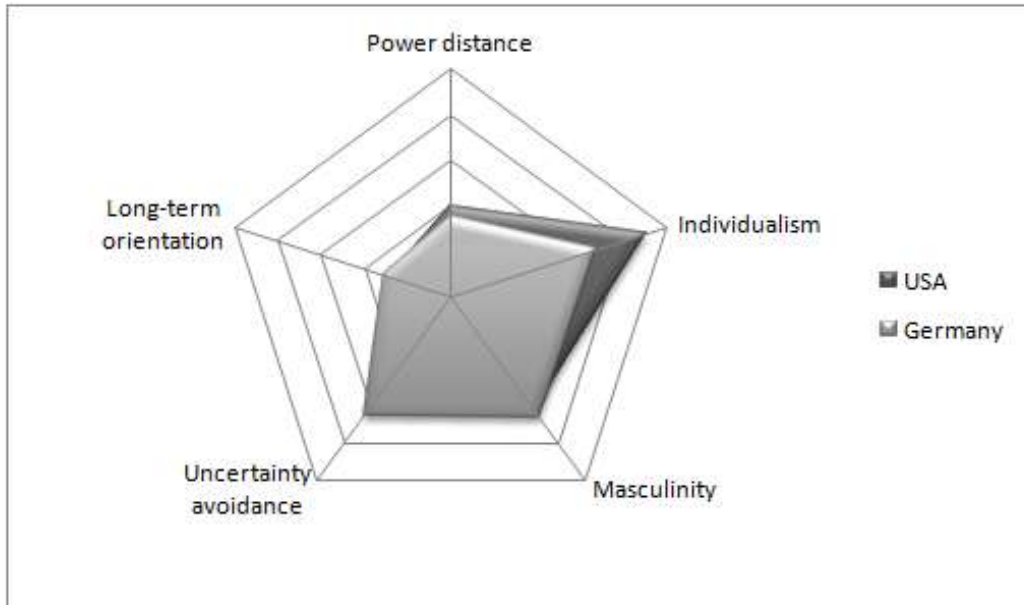 Power distance
Long-term
orientation
Individualism
USA
Germany
Uncertainty
avoidance
Masculinity